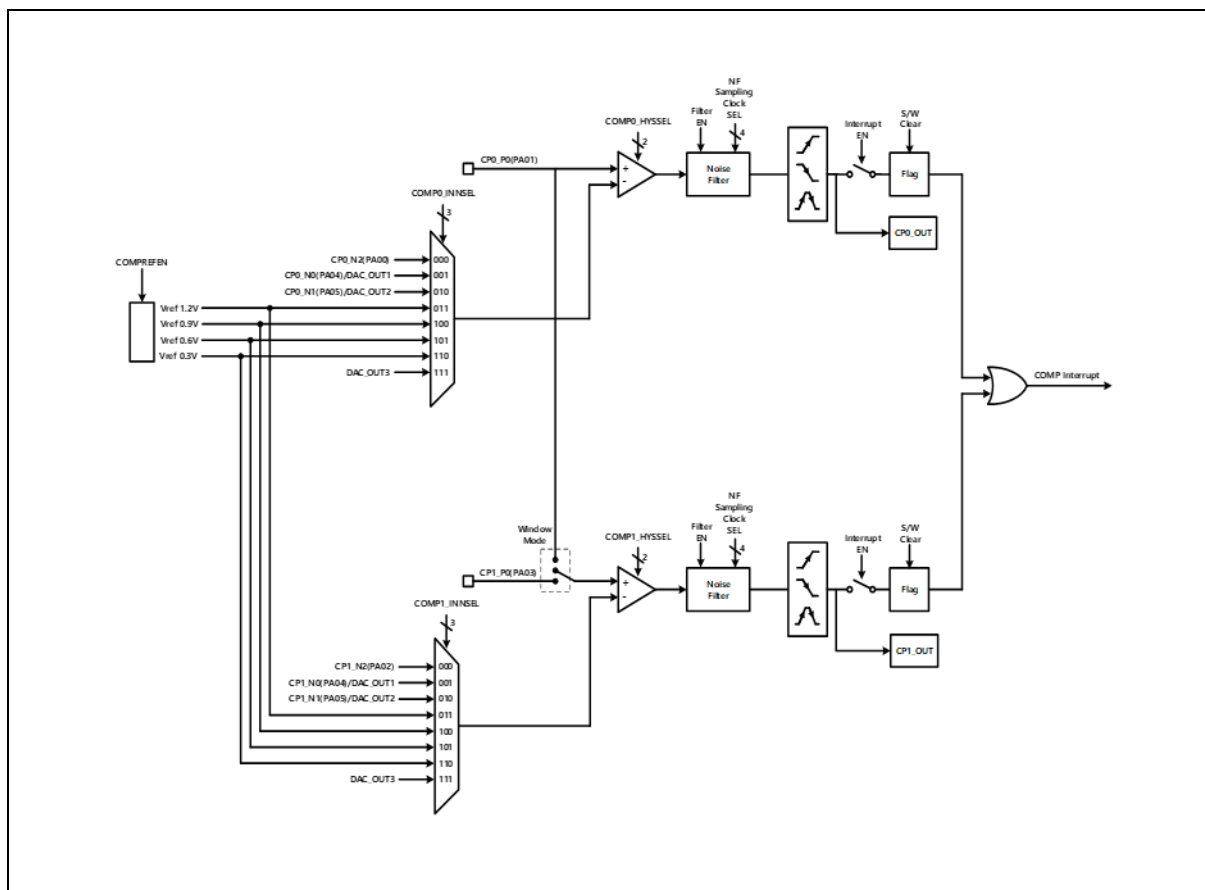 NF
Sampling
Clock
SEL
Filter
EN
COMP0_HYSSEL
2
4
Interrupt
EN
S/W
Clear
CP0_P0(PA01)
+
-
Noise
Filter
Flag
COMP0_INNSEL
3
CP0_OUT
COMPREFEN
CP0_N2(PA00)
000
CP0_N0(PA04)/DAC_OUT1
001
CP0_N1(PA05)/DAC_OUT2
010
Vref 1.2V
011
Vref 0.9V
100
Vref 0.6V
101
Vref 0.3V
110
DAC_OUT3
111
COMP Interrupt
NF
Sampling
Clock
SEL
Filter
EN
Window
Mode
COMP1_HYSSEL
2
4
Interrupt
EN
S/W
Clear
CP1_P0(PA03)
+
-
Noise
Filter
Flag
COMP1_INNSEL
3
CP1_OUT
CP1_N2(PA02)
000
CP1_N0(PA04)/DAC_OUT1
001
CP1_N1(PA05)/DAC_OUT2
010
011
100
101
110
DAC_OUT3
111